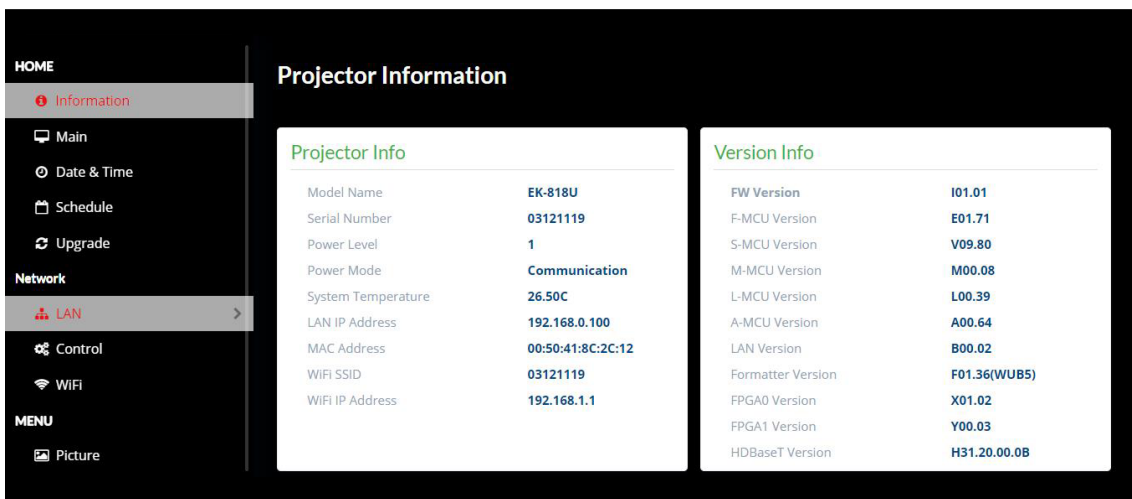 HOME
Information
Main
Date & Time
Schedule
Upgrade
Network
LAN
Control
WiFi
MENU
Picture
Projector Information
Projector Info
Model Name EK-818U
Serial Number 03121119
Power Level 1
Power Mode Communication
System Temperature 26.50C
LAN IP Address 192.168.0.100
MAC Address 00:50:41:8C:2C:12
WiFi SSID 03121119
WiFi IP Address 192.168.1.1
Version Info
FW Version I01.01
F-MCU Version E01.71
S-MCU Version V09.80
M-MCU Version M00.08
L-MCU Version L00.39
A-MCU Version A00.64
LAN Version B00.02
Formatter Version F01.36(WUB5)
FPGA0 Version X01.02
FPGA1 Version Y00.03
HDBaseT Version H31.20.00.0B